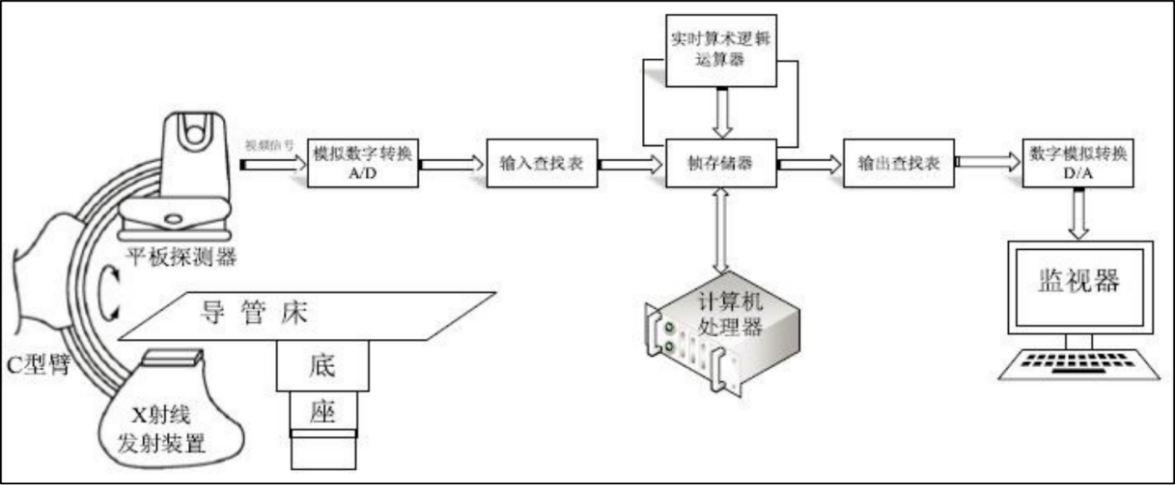 实时算术逻辑
运算器
视频信号
模拟数字转换
A/D
输入查找表
帧存储器
输出查找表
数字模拟转换
D/A
平板探测器
监视器
计算机
处理器
导管床
C型臂
底
座
X射线
发射装置